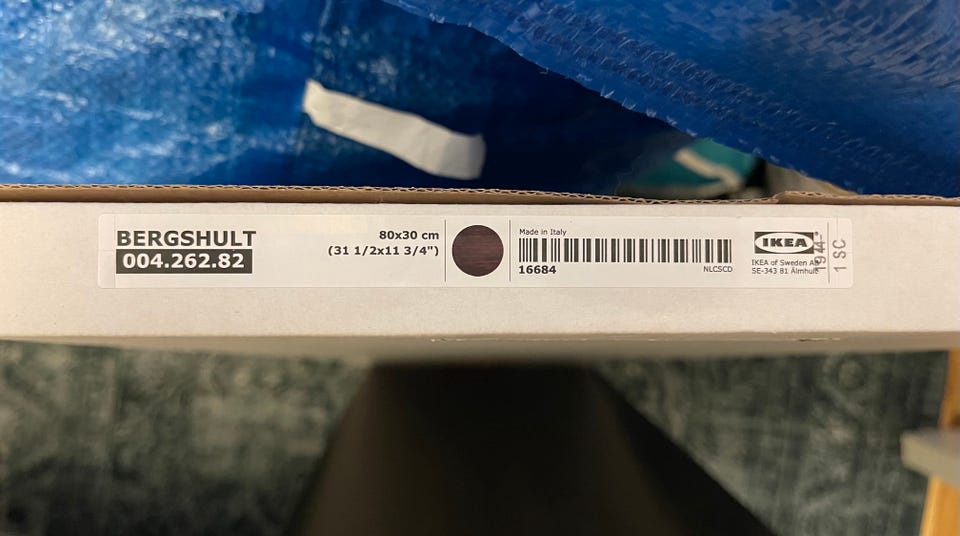 BERGSHULT
004.262.82
80x30 cm
(31 1/2x11 3/4")
Made in Italy
16684
NLCSCD
IKEA
IKEA of Sweden AB
SE-343 81 Älmhult
194
1 SC